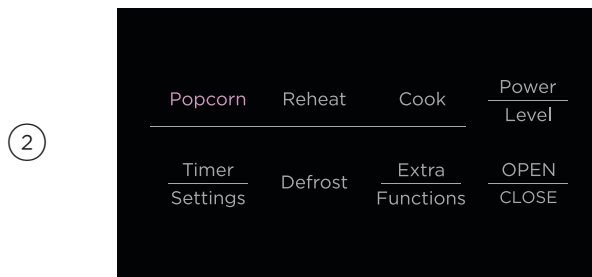 2
Popcorn Reheat Cook Power
Level
Timer Defrost Extra OPEN
Settings Functions CLOSE